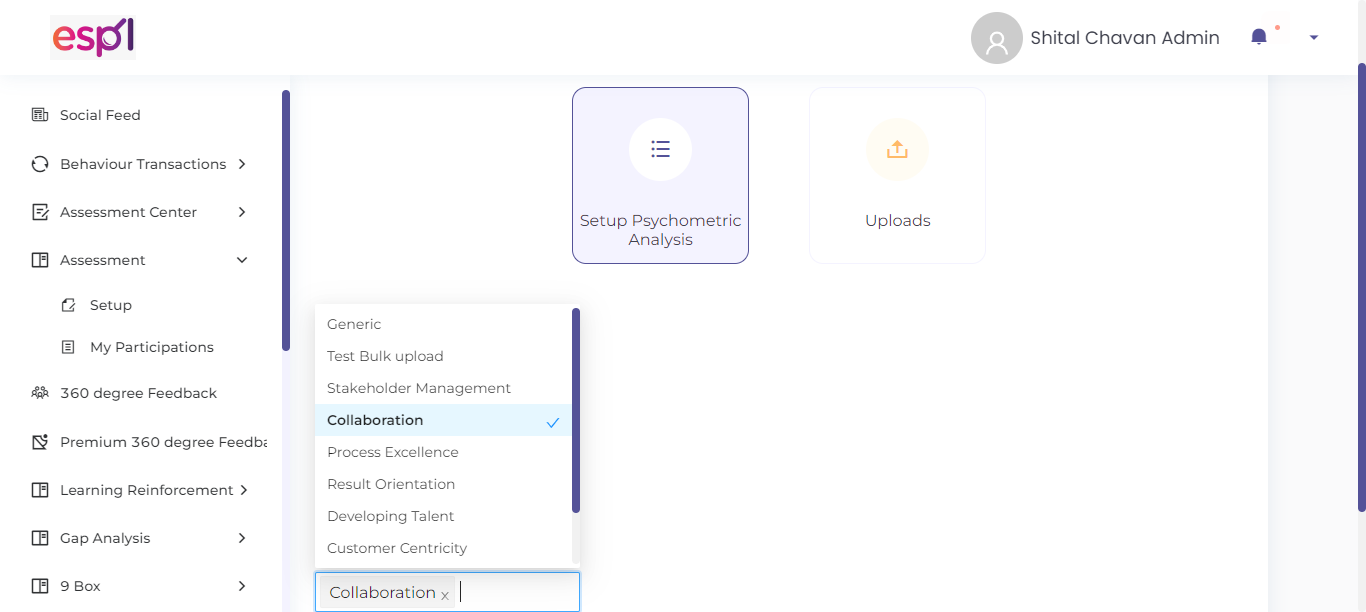 espl
Shital Chavan Admin
Social Feed
Behaviour Transactions
Assessment Center
Assessment
Setup
My Participations
360 degree Feedback
Premium 360 degree Feedba
Learning Reinforcement
Gap Analysis
9 Box
Setup Psychometric
Analysis
Uploads
Generic
Test Bulk upload
Stakeholder Management
Collaboration
Process Excellence
Result Orientation
Developing Talent
Customer Centricity
Collaboration x